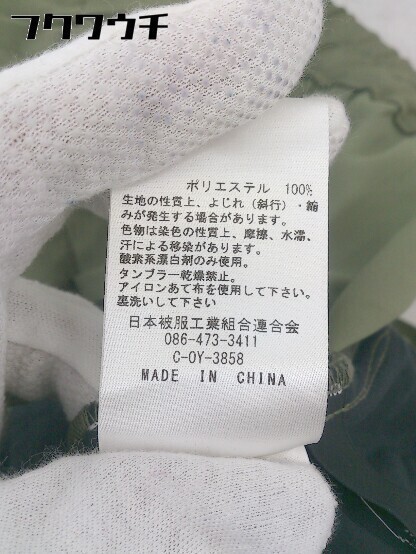 フクワウチ
ポリエステル 100%
生地の性質上、よじれ（斜行）・縮
みが発生する場合があります。
色物は染色の性質上、摩擦、水濡、
汗による移染があります。
酸素系漂白剤のみ使用。
タンブラー乾燥禁止。
アイロンあて布を使用して下さい。
裏洗いして下さい。
日本被服工業組合連合会
086-473-3411
C-OY-3858
MADE IN CHINA